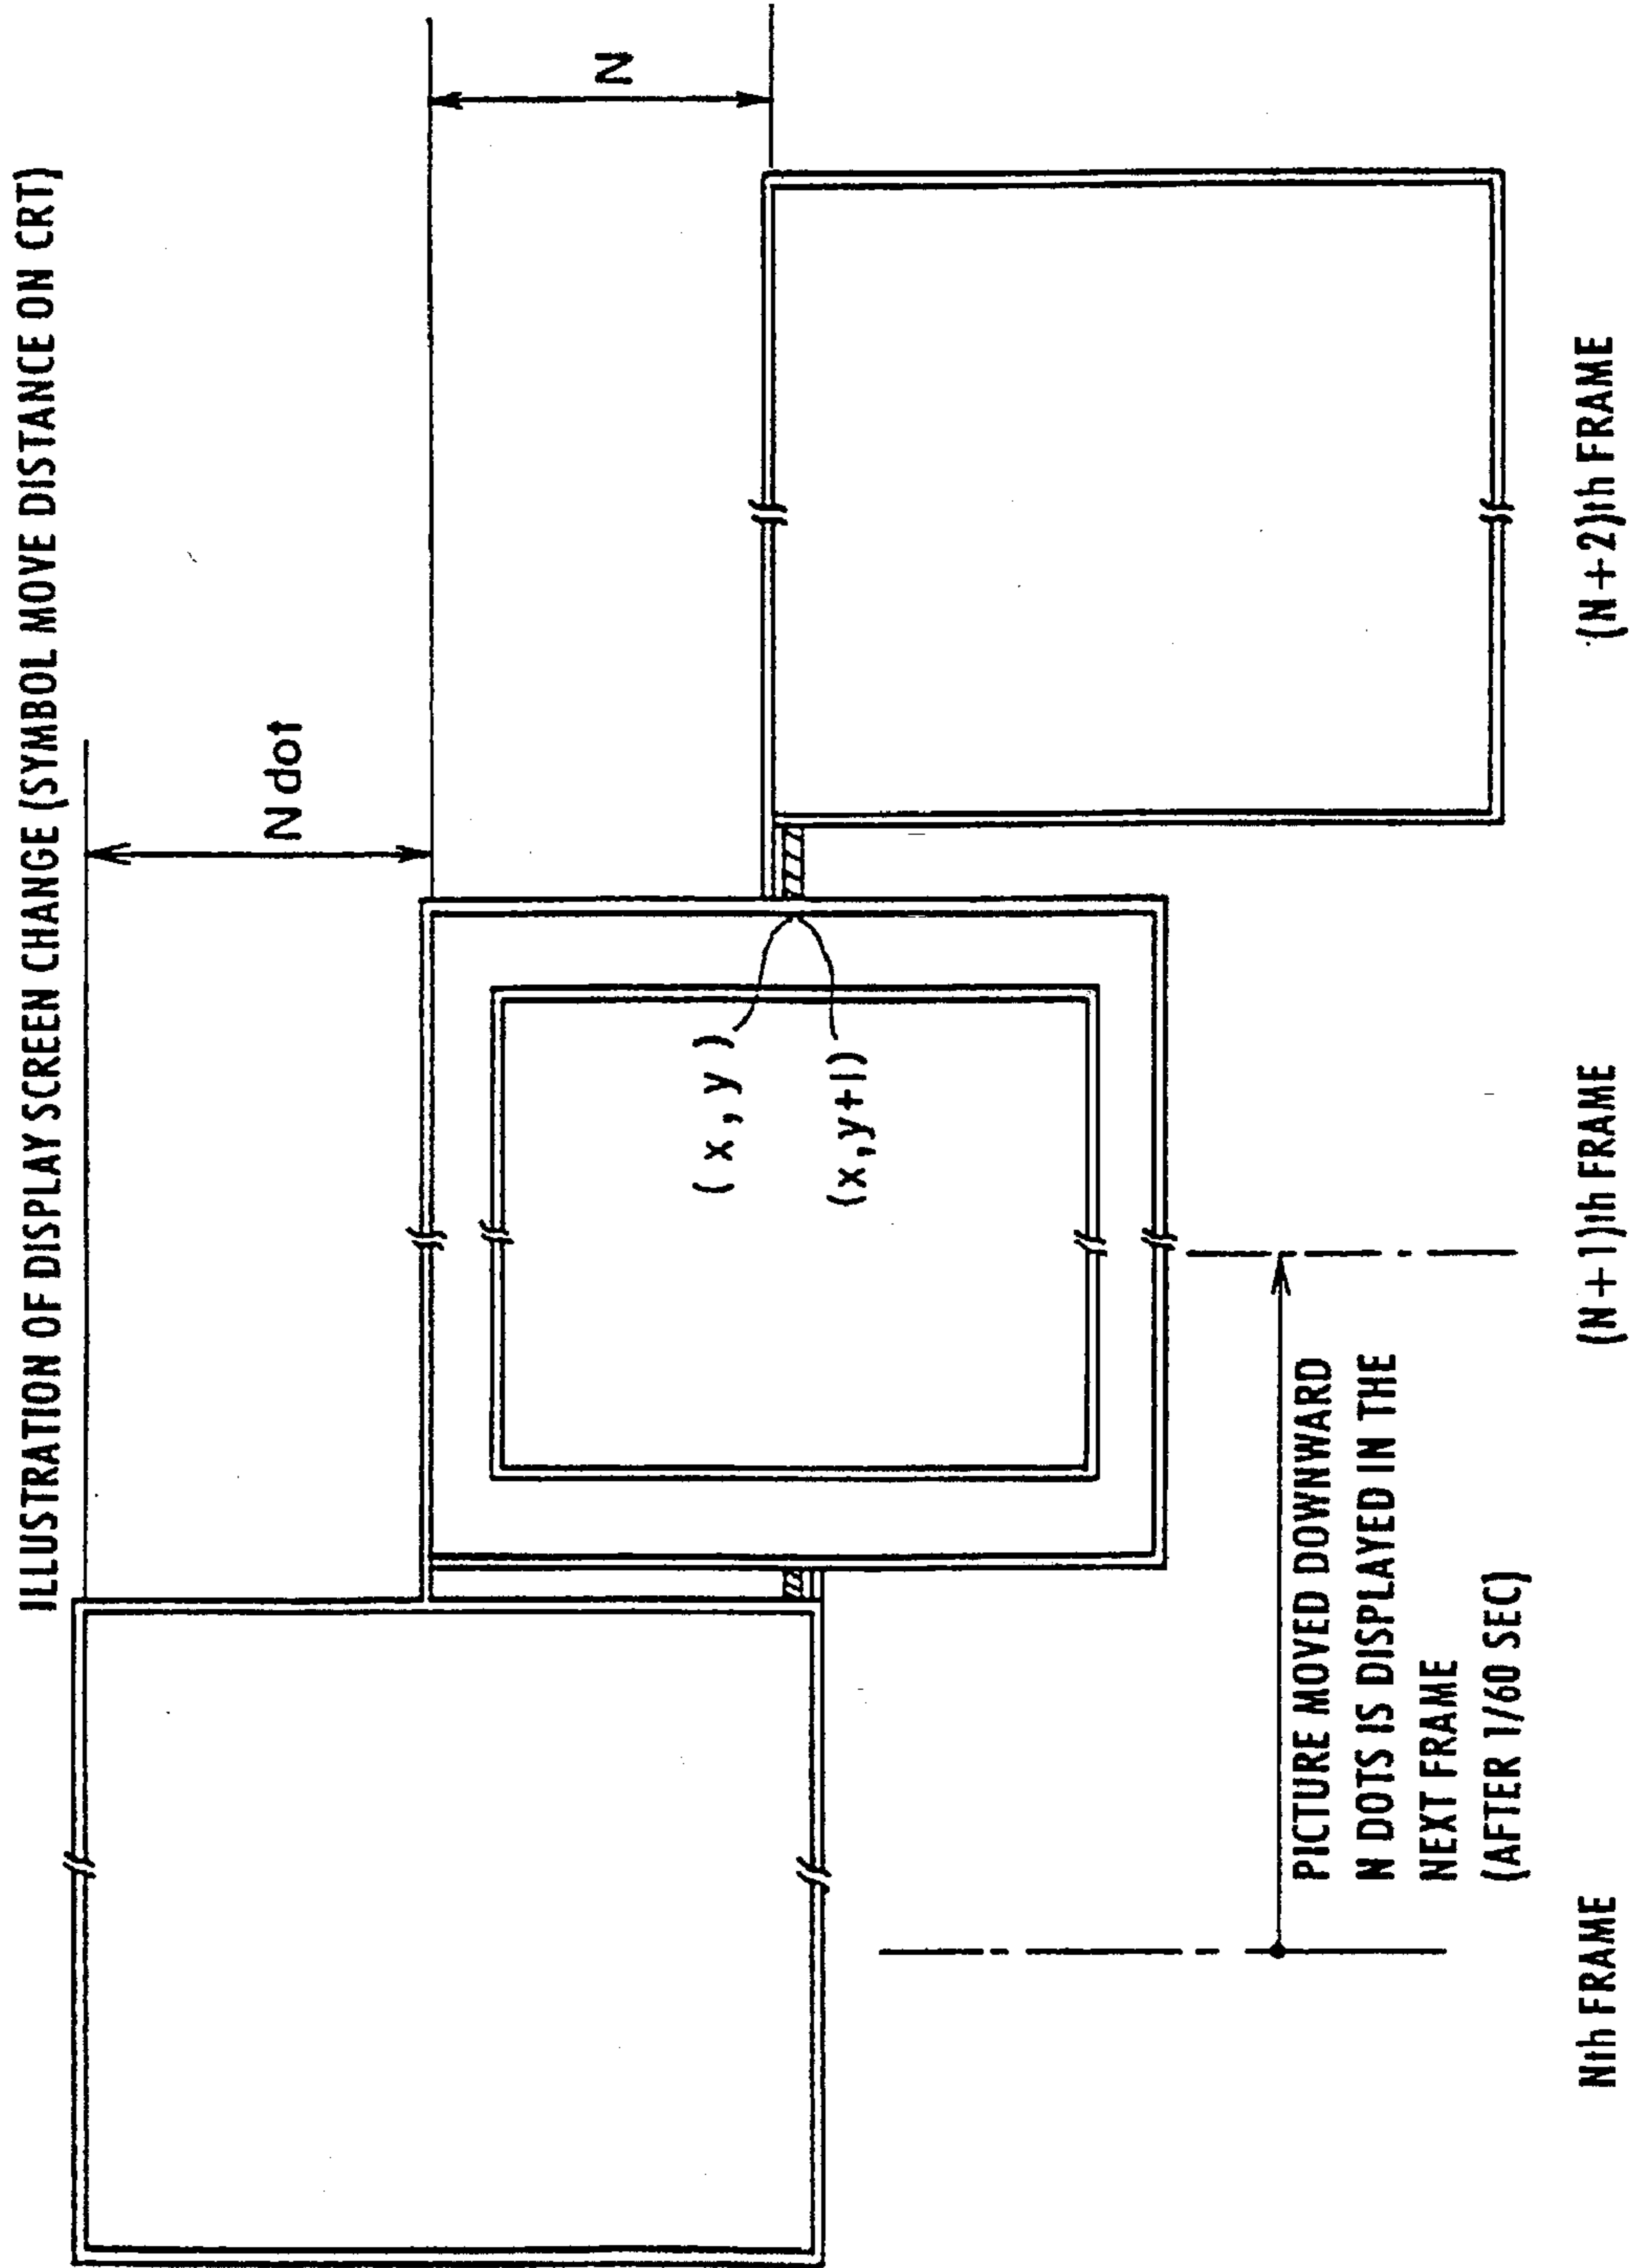 ILLUSTRATION OF DISPLAY SCREEN CHANGE (SYMBOL MOVE DISTANCE ON CRT)
N dot
N
(x, y)
(x, y+1)
PICTURE MOVED DOWNWARD
N DOTS IS DISPLAYED IN THE
NEXT FRAME
(AFTER 1/60 SEC)
Nth FRAME
(N+1)th FRAME
(N+2)th FRAME